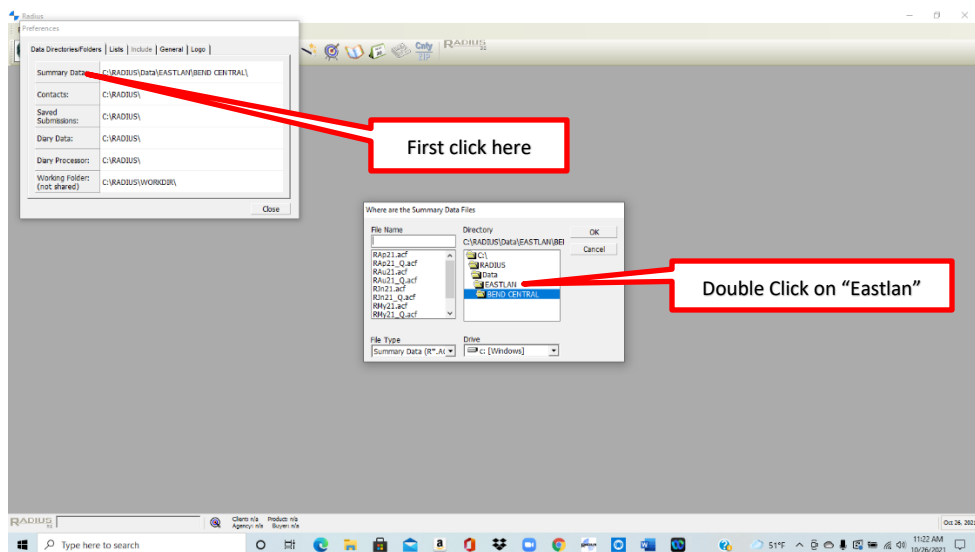 Radius
Preferences
Data Directories/Folders | Lists | Include | General | Logo |
Summary Data: C:\RADIUS\Data\EASTLAN\BEND CENTRAL\
Contacts: C:\RADIUS\
Saved Submissions: C:\RADIUS\
Diary Data: C:\RADIUS\
Diary Processor: C:\RADIUS\
Working Folder: (not shared) C:\RADIUS\WORKDIR\
Close
Cnty
TIP
RADIUS
First click here
Where are the Summary Data Files
File Name
Directory
OK
C:\RADIUS\Data\EASTLAN\BEI
Cancel
RAp21.acf
RAp21_Q.acf
RAu21.acf
RAu21_Q.acf
RJn21.acf
RJn21_Q.acf
RMy21.acf
RMy21_Q.acf
C:\
RADIUS
Data
EASTLAN
BEND CENTRAL
Double Click on “Eastlan”
File Type
Drive
Summary Data (R*.A(
c: [Windows]
RADIUS
Client: n/a Product: n/a
Agency: n/a Buyer: n/a
Oct 26, 202
Type here to search
51°F
11:22 AM
10/26/2021